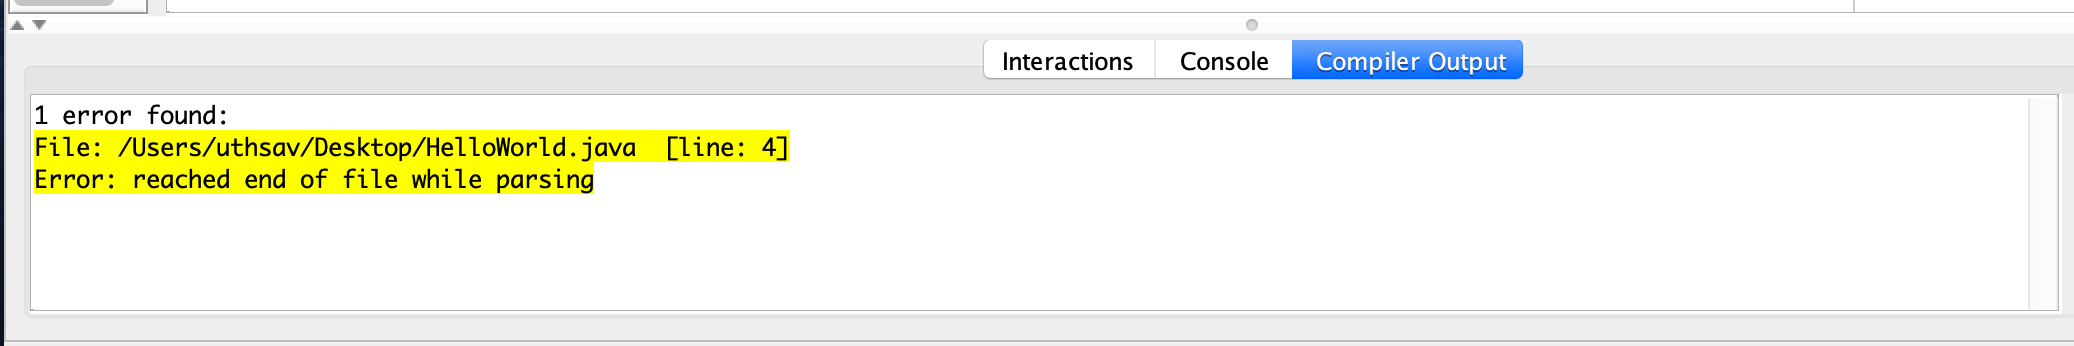 Interactions Console Compiler Output
1 error found:
File: /Users/uthsav/Desktop/HelloWorld.java  [line: 4]
Error: reached end of file while parsing